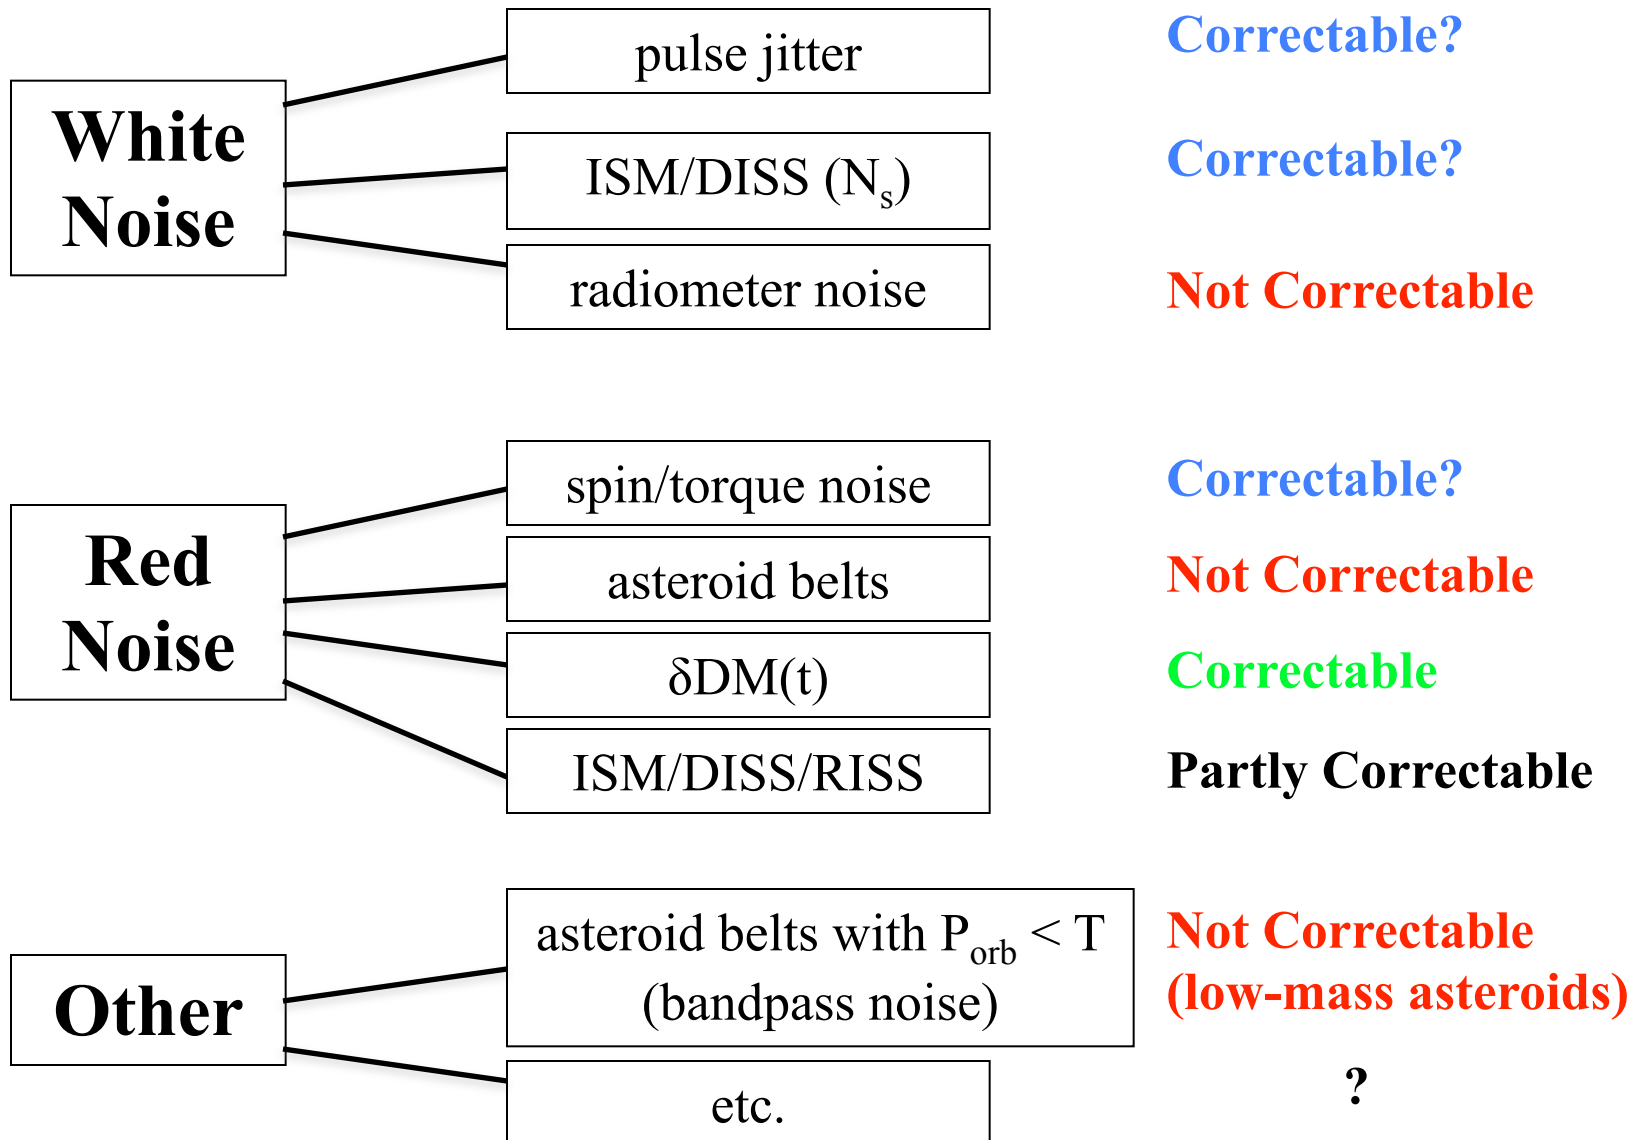 White
Noise
pulse jitter
Correctable?
ISM/DISS (Nₛ)
Correctable?
radiometer noise
Not Correctable
Red
Noise
spin/torque noise
Correctable?
asteroid belts
Not Correctable
δDM(t)
Correctable
ISM/DISS/RISS
Partly Correctable
Other
asteroid belts with P_orb < T
(bandpass noise)
Not Correctable
(low-mass asteroids)
etc.
?